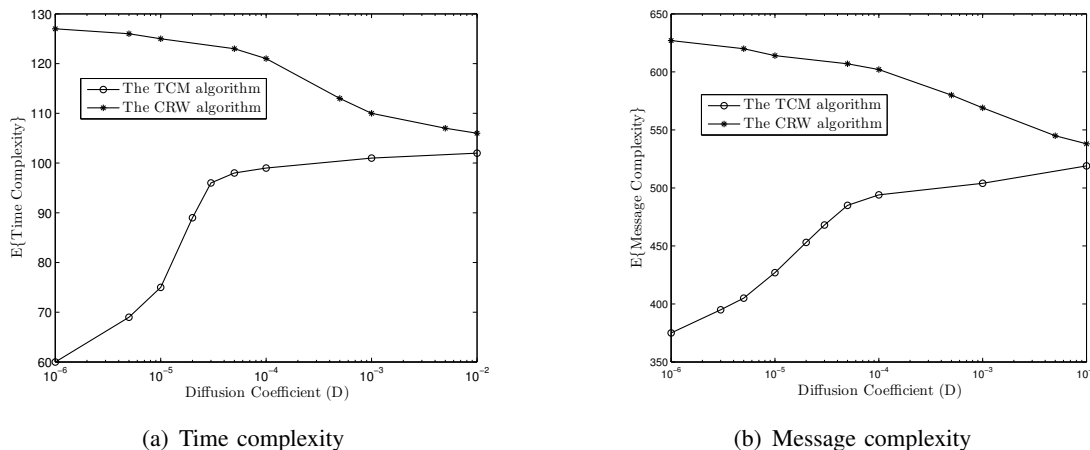 130
120
110
100
90
80
70
60
E{Time Complexity}
The TCM algorithm
The CRW algorithm
10⁻⁶ 10⁻⁵ 10⁻⁴ 10⁻³ 10⁻²
Diffusion Coefficient (D)
(a) Time complexity
650
600
550
500
450
400
350
E{Message Complexity}
The TCM algorithm
The CRW algorithm
10⁻⁶ 10⁻⁵ 10⁻⁴ 10⁻³
Diffusion Coefficient (D)
(b) Message complexity